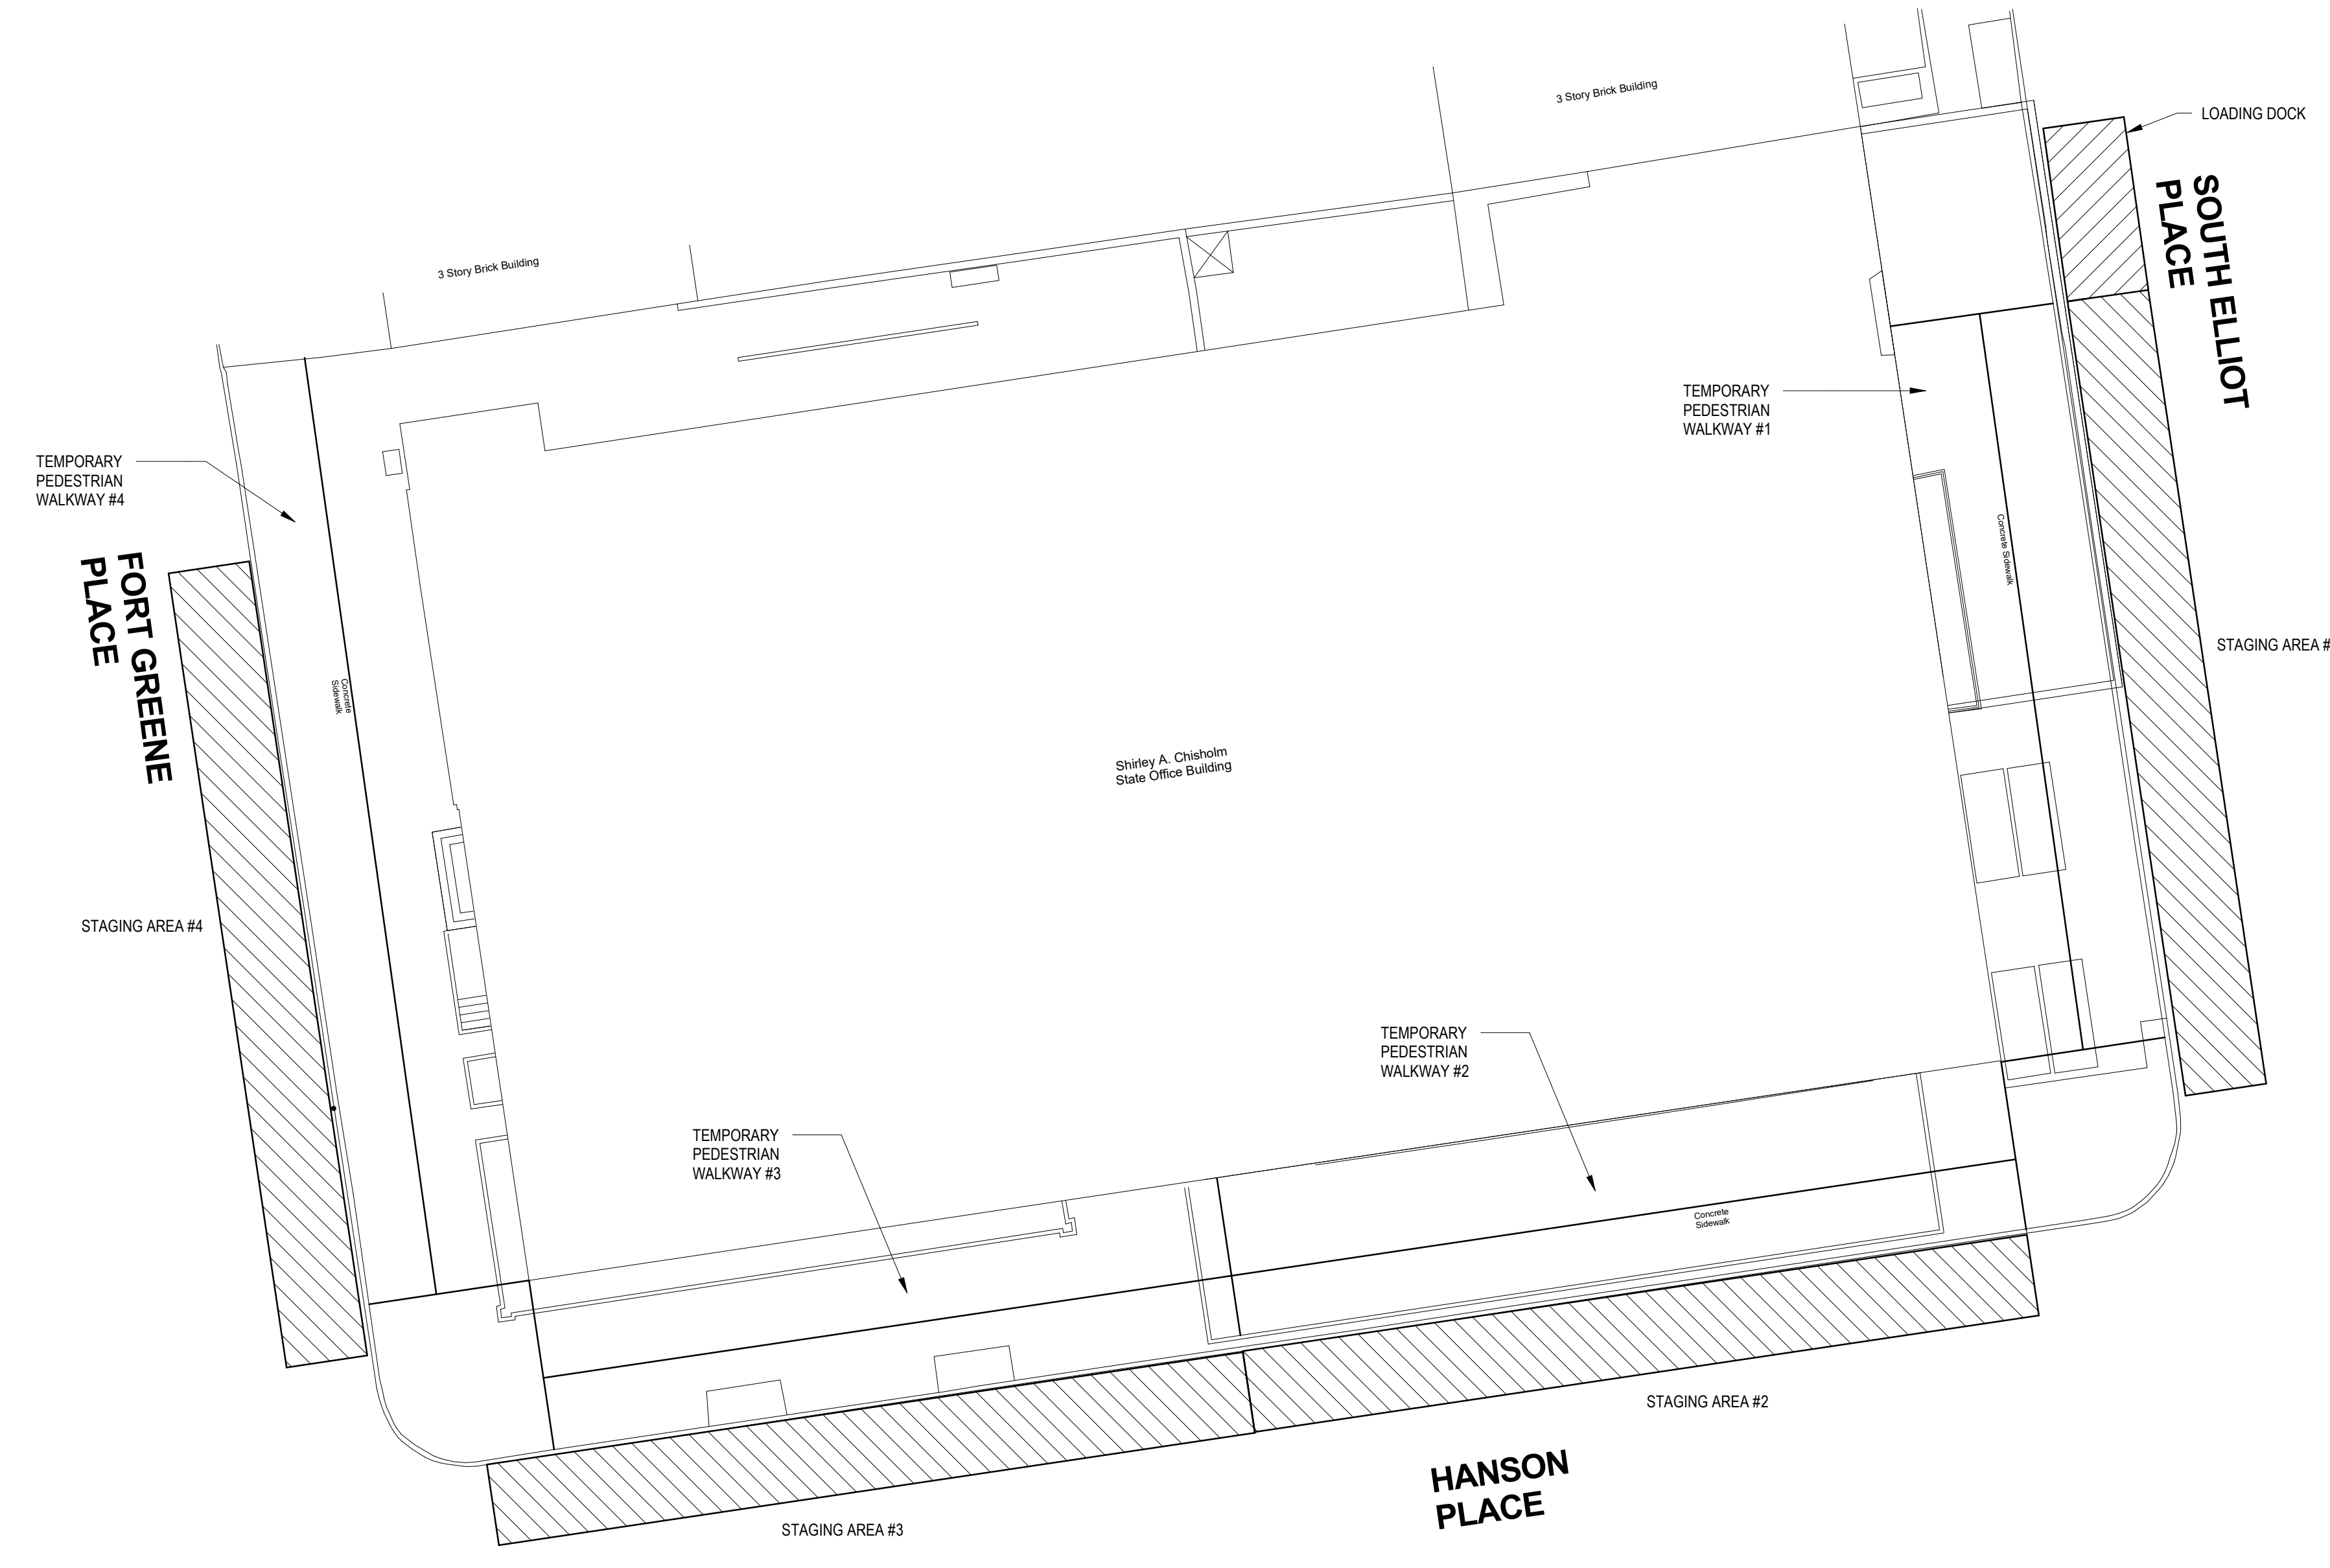 3 Story Brick Building
LOADING DOCK
SOUTH ELLIOT
PLACE
3 Story Brick Building
TEMPORARY
PEDESTRIAN
WALKWAY #1
TEMPORARY
PEDESTRIAN
WALKWAY #4
Concrete Sidewalk
FORT GREENE
PLACE
STAGING AREA #
Concrete
Sidewalk
Shirley A. Chisholm
State Office Building
STAGING AREA #4
TEMPORARY
PEDESTRIAN
WALKWAY #2
TEMPORARY
PEDESTRIAN
WALKWAY #3
Concrete
Sidewalk
STAGING AREA #2
HANSON
PLACE
STAGING AREA #3